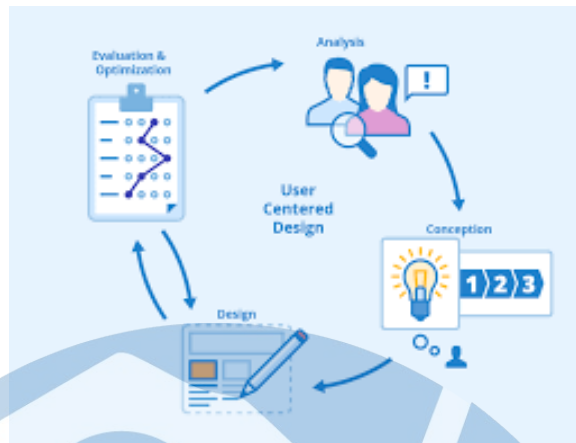 Analysis
Evaluation &
Optimization
!
User
Centered
Design
Conception
1 2 3
Design